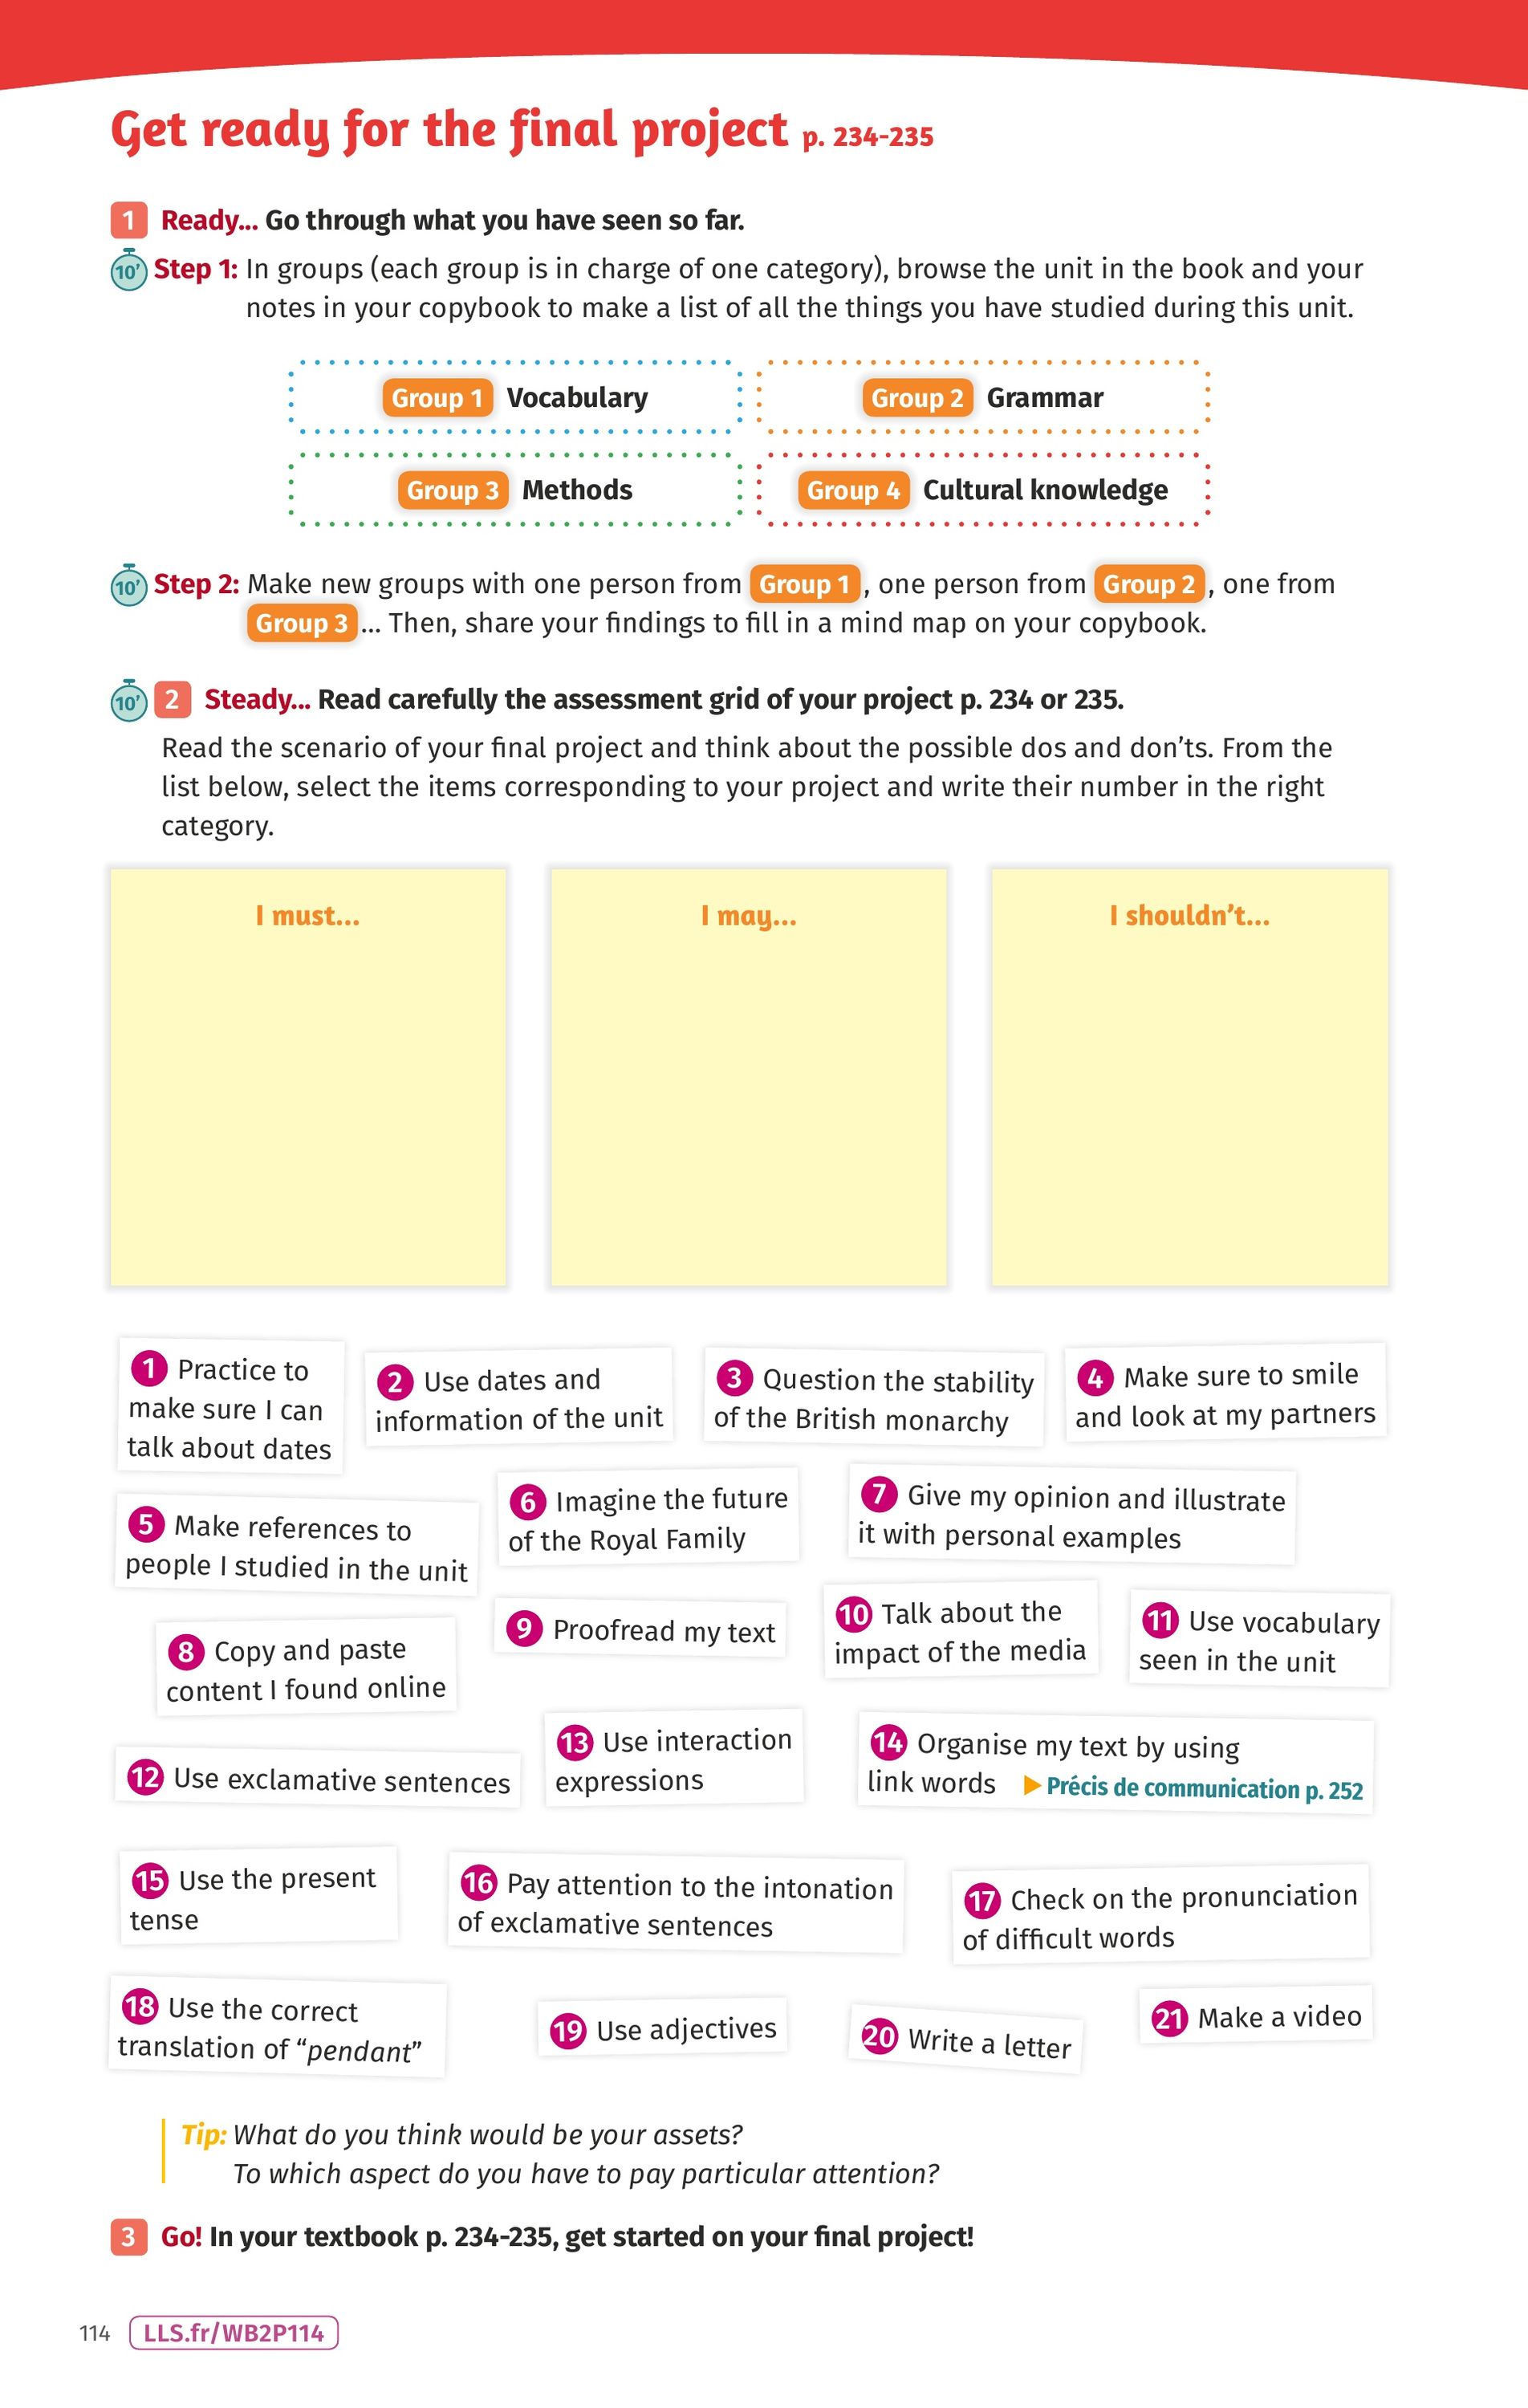 Get ready for the final project p. 234-235
1 Ready... Go through what you have seen so far.
10' Step 1: In groups (each group is in charge of one category), browse the unit in the book and your
notes in your copybook to make a list of all the things you have studied during this unit.
Group 1 Vocabulary
Group 2 Grammar
Group 3 Methods
Group 4 Cultural knowledge
10' Step 2: Make new groups with one person from Group 1, one person from Group 2, one from
Group 3... Then, share your findings to fill in a mind map on your copybook.
10' 2 Steady... Read carefully the assessment grid of your project p. 234 or 235.
Read the scenario of your final project and think about the possible dos and don'ts. From the
list below, select the items corresponding to your project and write their number in the right
category.
I must...
I may...
I shouldn't...
1 Practice to
make sure I can
talk about dates
2 Use dates and
information of the unit
3 Question the stability
of the British monarchy
4 Make sure to smile
and look at my partners
5 Make references to
people I studied in the unit
6 Imagine the future
of the Royal Family
7 Give my opinion and illustrate
it with personal examples
8 Copy and paste
content I found online
9 Proofread my text
10 Talk about the
impact of the media
11 Use vocabulary
seen in the unit
12 Use exclamative sentences
13 Use interaction
expressions
14 Organise my text by using
link words ▶ Précis de communication p. 252
15 Use the present
tense
16 Pay attention to the intonation
of exclamative sentences
17 Check on the pronunciation
of difficult words
18 Use the correct
translation of “pendant”
19 Use adjectives
20 Write a letter
21 Make a video
Tip: What do you think would be your assets?
To which aspect do you have to pay particular attention?
3 Go! In your textbook p. 234-235, get started on your final project!
114 LLS.fr/WB2P114